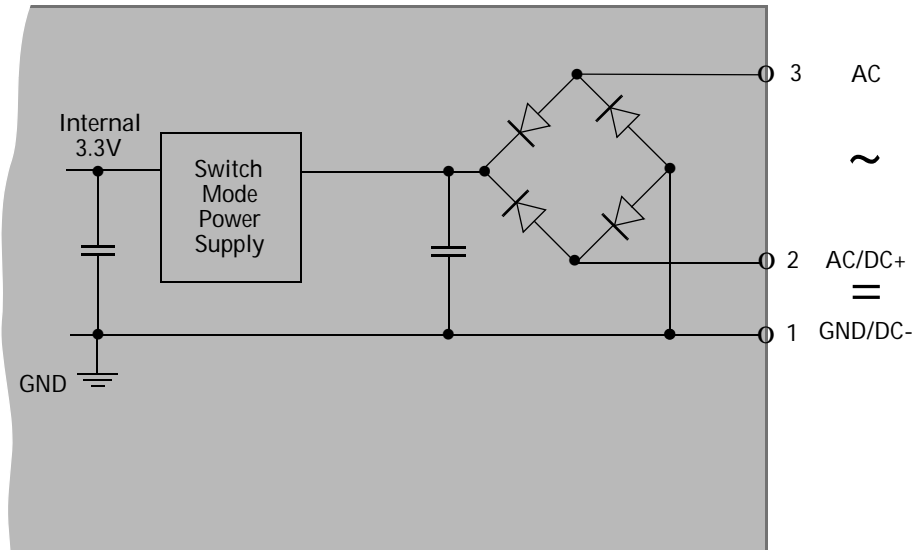 3 AC
Internal
3.3V
Switch
Mode
Power
Supply
~
2 AC/DC+
=
1 GND/DC-
GND